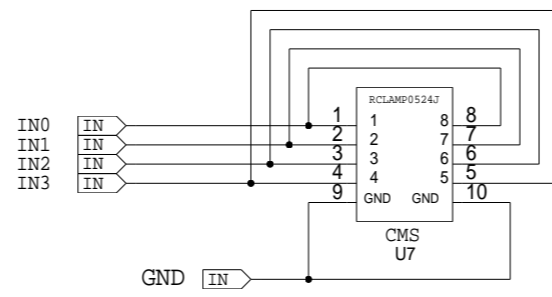 RCLAMP0524J
IN0 IN 1 1 8 8
IN1 IN 2 2 7 7
IN2 IN 3 3 6 6
IN3 IN 4 4 5 5
9 GND GND 10
CMS
U7
GND IN